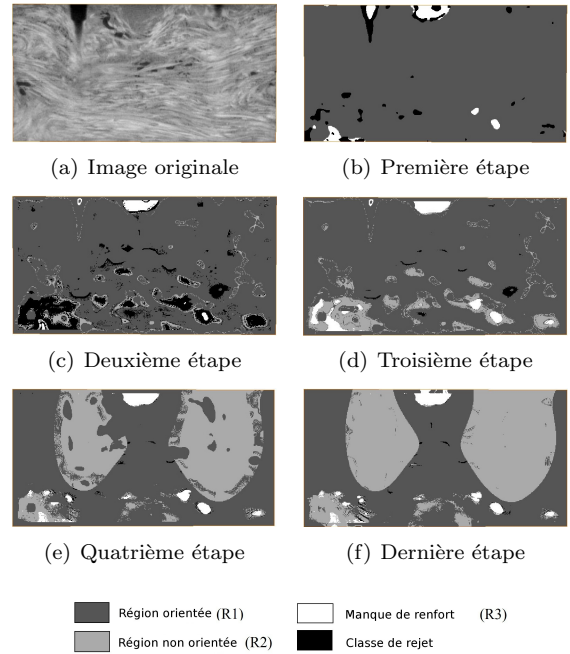 (a) Image originale
(b) Première étape
(c) Deuxième étape
(d) Troisième étape
(e) Quatrième étape
(f) Dernière étape
Région orientée (R1)
Manque de renfort (R3)
Région non orientée (R2)
Classe de rejet